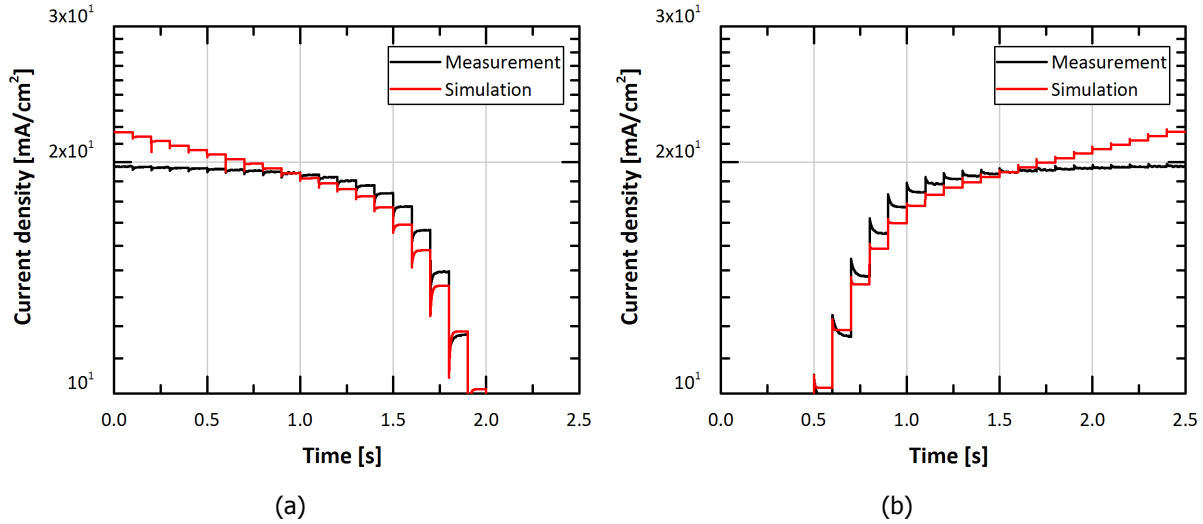 3x10¹
2x10¹
10¹
Current density [mA/cm²]
Measurement
Simulation
0.0 0.5 1.0 1.5 2.0 2.5
Time [s]
(a)
3x10¹
2x10¹
10¹
Current density [mA/cm²]
Measurement
Simulation
0.0 0.5 1.0 1.5 2.0 2.5
Time [s]
(b)